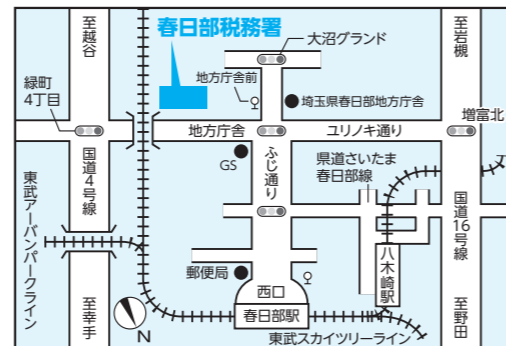 至越谷
春日部税務署
大沼グランド
至岩槻
地方庁舎前
埼玉県春日部地方庁舎
緑町
4丁目
増富北
地方庁舎
ユリノキ通り
GS
ふじ通り
県道さいたま
春日部線
国道4号線
東武アーバンパークライン
国道16号線
八木崎駅
郵便局
西口
春日部駅
至幸手
N
東武スカイツリーライン
至野田